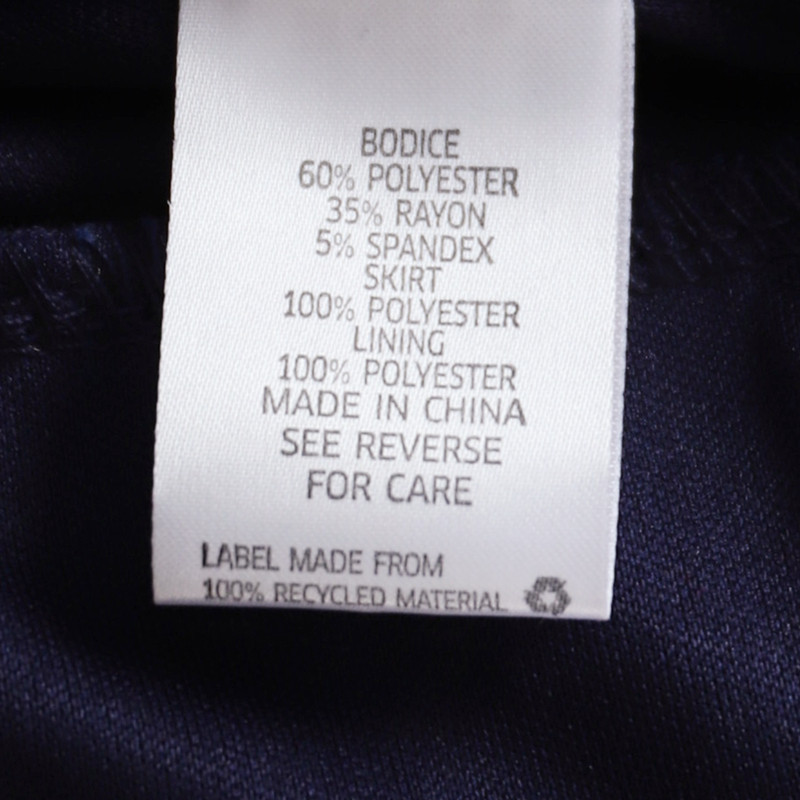 BODICE
60% POLYESTER
35% RAYON
5% SPANDEX
SKIRT
100% POLYESTER
LINING
100% POLYESTER
MADE IN CHINA
SEE REVERSE
FOR CARE
LABEL MADE FROM
100% RECYCLED MATERIAL